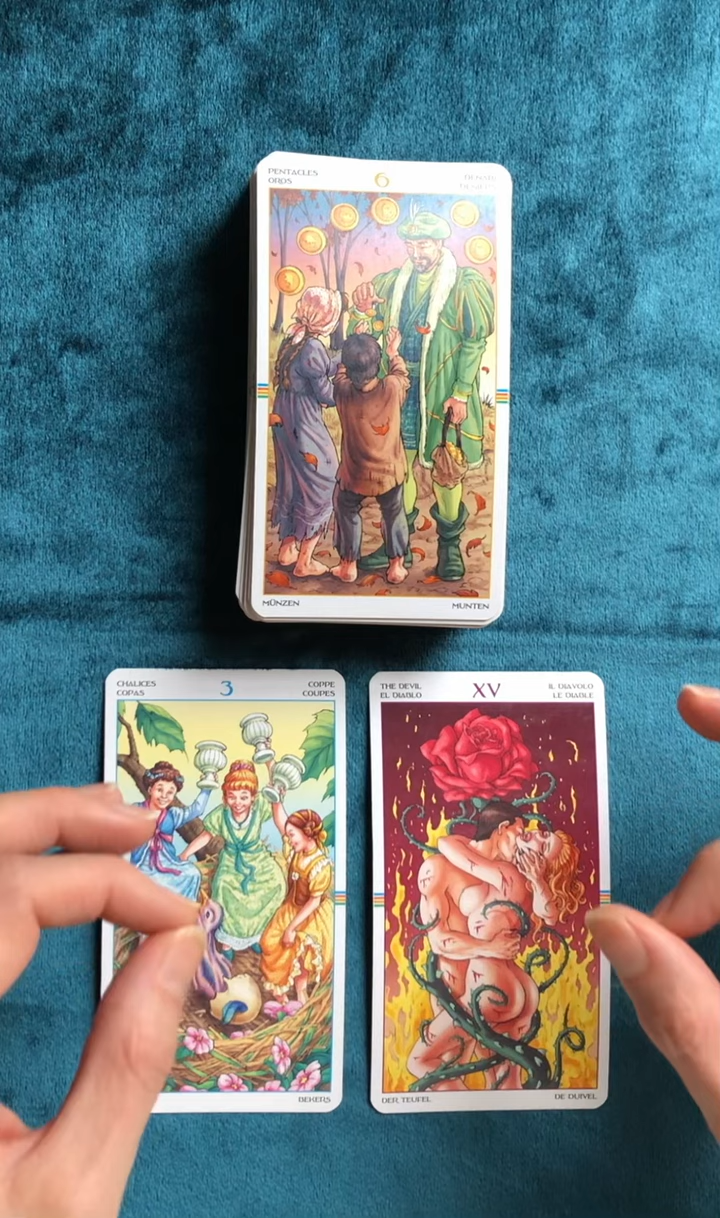 PENTACLES
OROS
6
MÜNZEN
MUNTEN
CHALICES
COPAS
3
COPPE
COUPES
BEKERS
THE DEVIL
EL DIABLO
XV
IL DIAVOLO
LE DIABLE
DER TEUFEL
DE DUIVEL